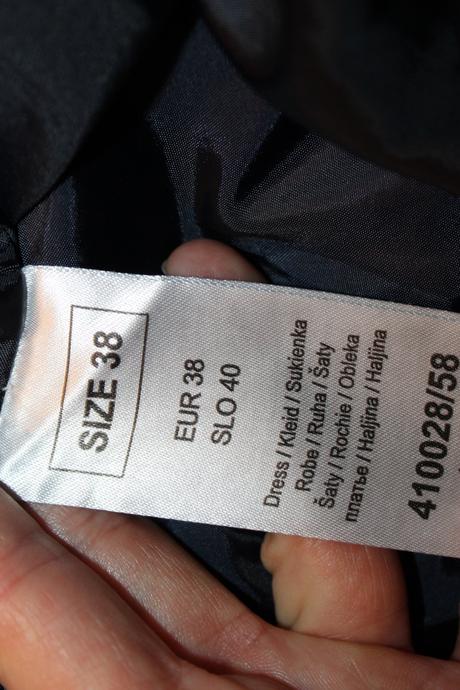 SIZE 38
EUR 38
SLO 40
Dress / Kleid / Sukienka
Robe / Ruha / Šaty
Šaty / Rochie / Obleka
платье / Haljina / Haljina
410028/58